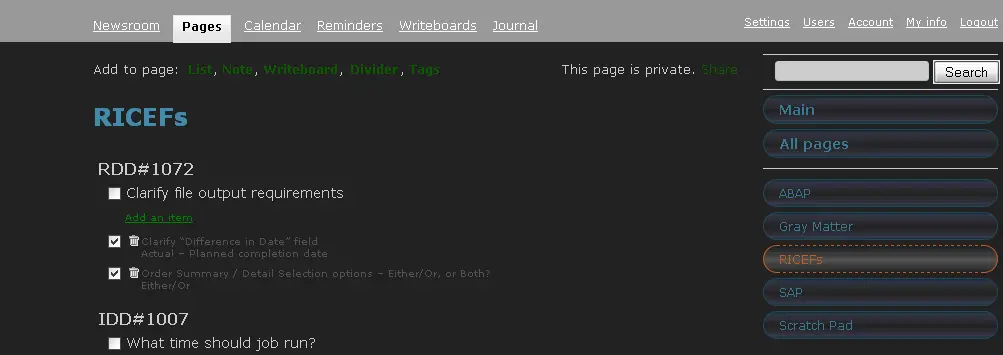 Newsroom Pages Calendar Reminders Writeboards Journal Settings Users Account My info Logout
Add to page: List, Note, Writeboard, Divider, Tags This page is private. Share Search
RICEFs
RDD#1072
Clarify file output requirements
Add an item
Clarify "Difference in Date" field
Actual - Planned completion date
Order Summary / Detail Selection options - Either/Or, or Both?
Either/Or
IDD#1007
What time should job run?
Main
All pages
ABAP
Gray Matter
RICEFs
SAP
Scratch Pad